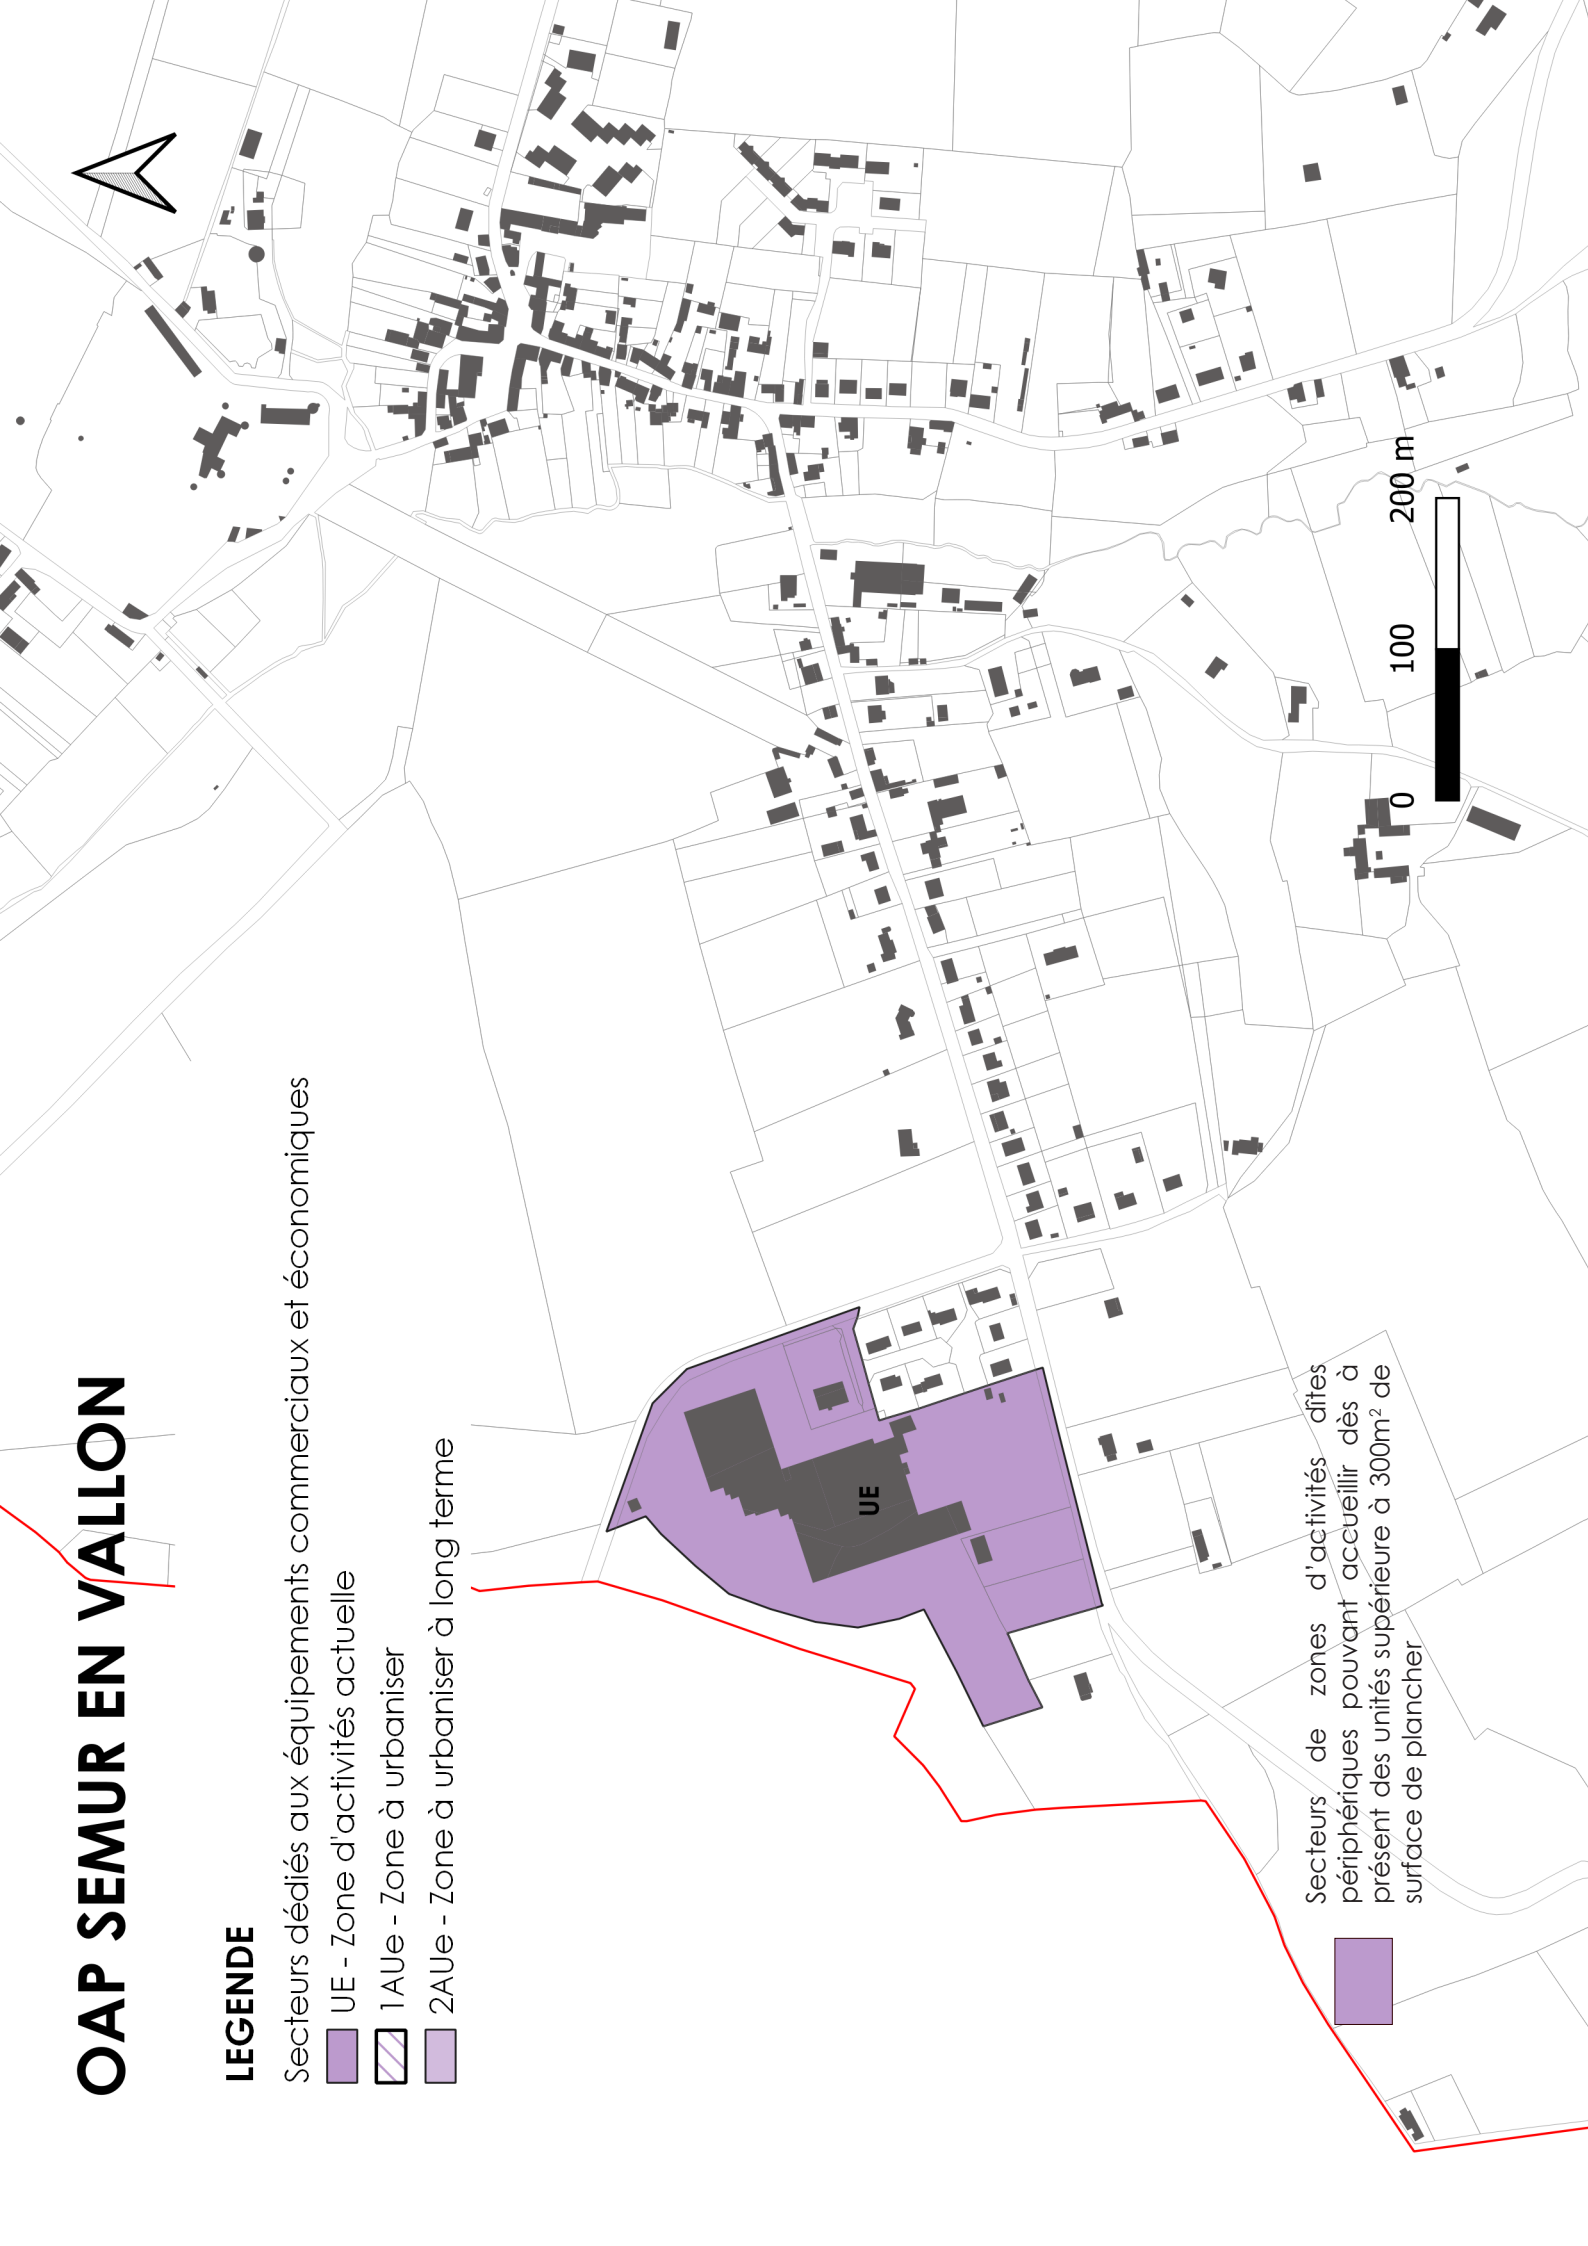 OAP SEMUR EN VALLON
LEGENDE
Secteurs dédiés aux équipements commerciaux et économiques
UE - Zone d'activités actuelle
1AUe - Zone à urbaniser
2AUe - Zone à urbaniser à long terme
UE
Secteurs de zones d'activités dîtes
périphériques pouvant accueillir dès à
présent des unités supérieure à 300m² de
surface de plancher
0 100 200 m